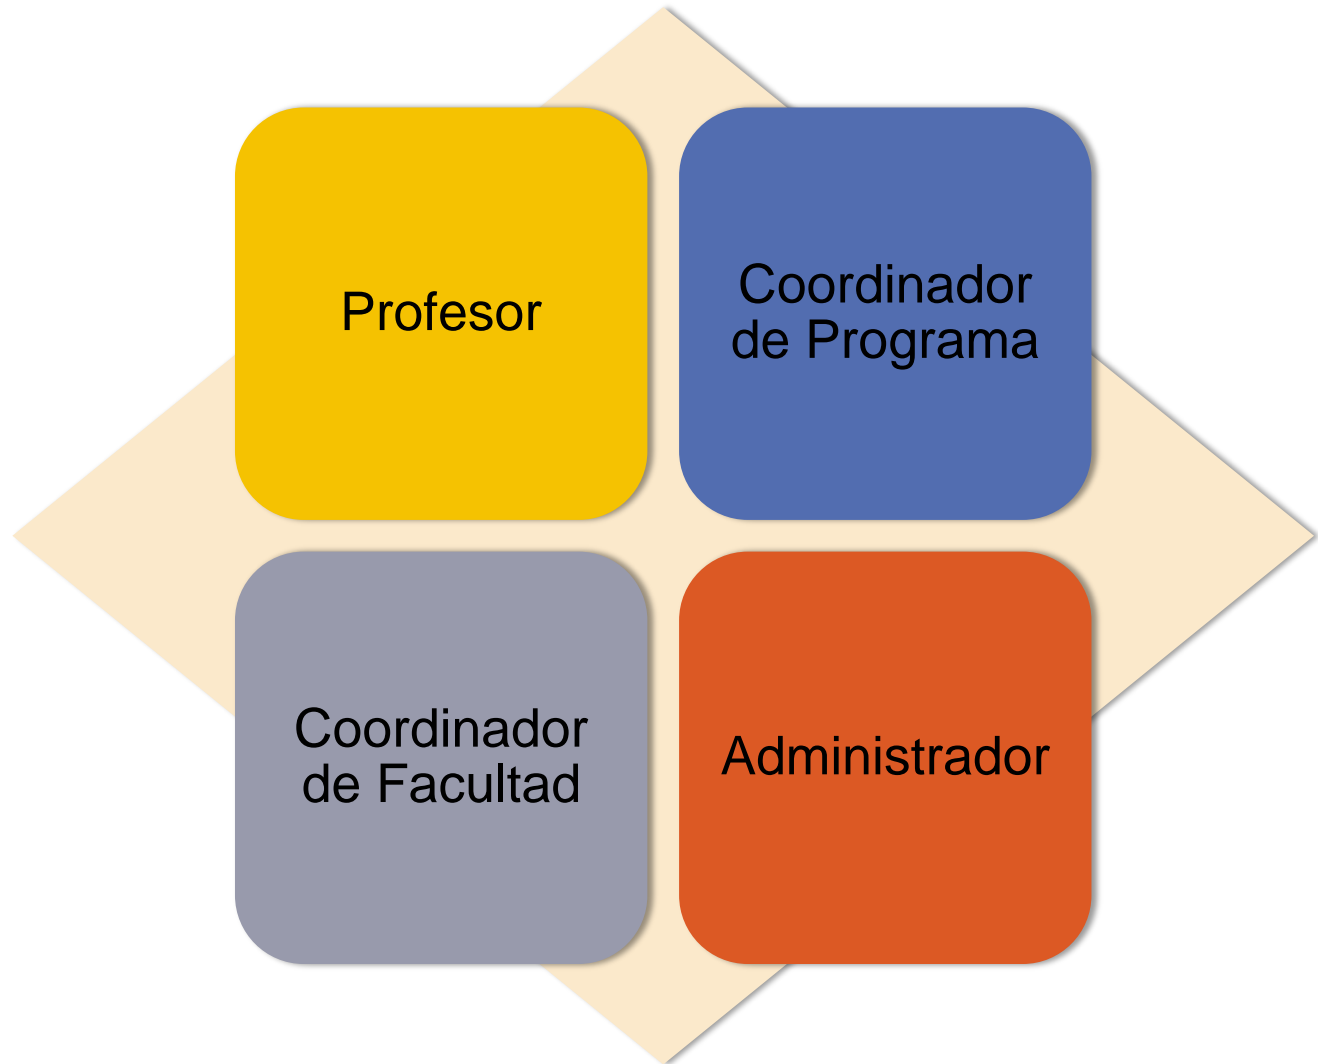 Profesor
Coordinador
de Programa
Coordinador
de Facultad
Administrador